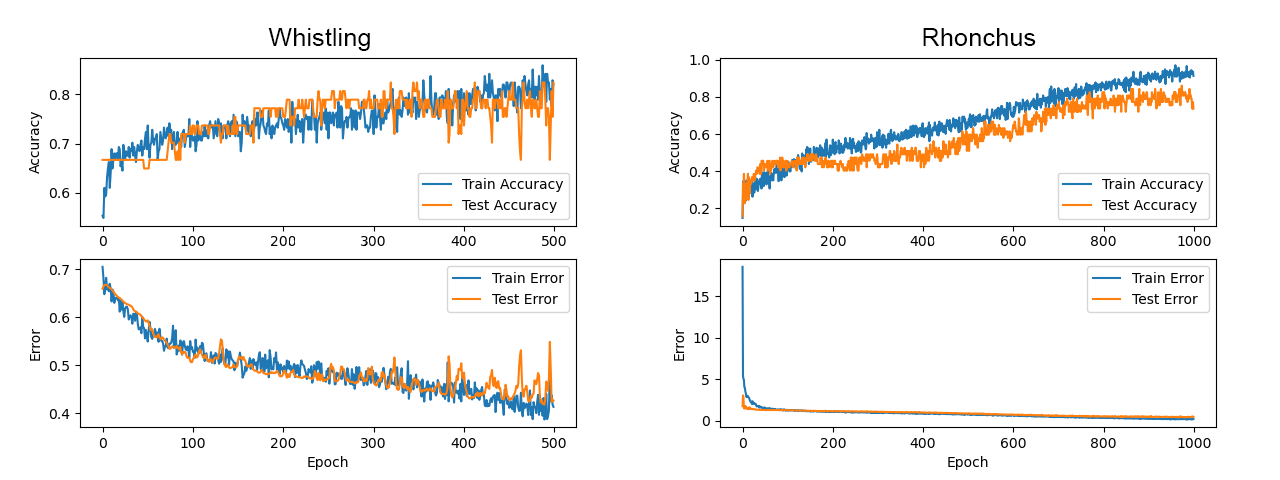 Whistling
Accuracy
0.8
0.7
0.6
Train Accuracy
Test Accuracy
0 100 200 300 400 500
Error
0.7
0.6
0.5
0.4
Train Error
Test Error
0 100 200 300 400 500
Epoch
Rhonchus
Accuracy
1.0
0.8
0.6
0.4
0.2
Train Accuracy
Test Accuracy
0 200 400 600 800 1000
Error
15
10
5
0
Train Error
Test Error
0 200 400 600 800 1000
Epoch